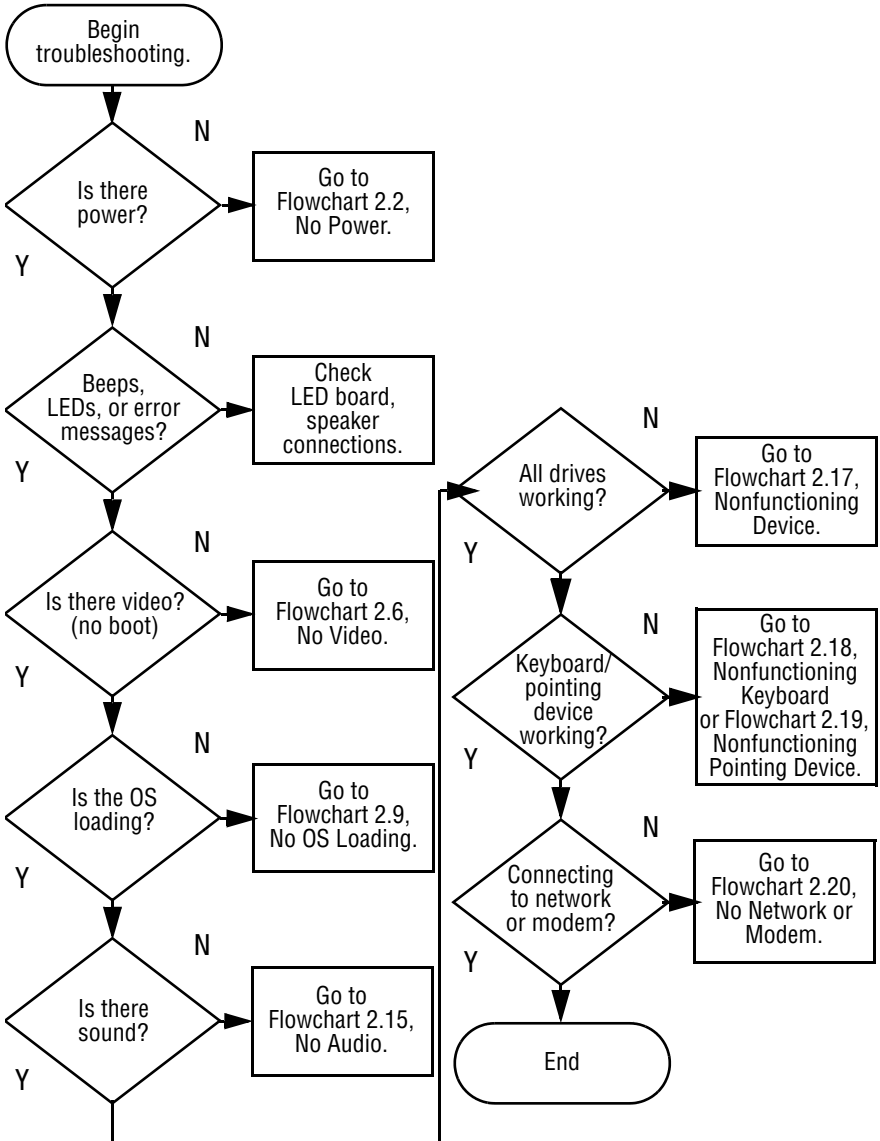 Begin
troubleshooting.
N
Is there
power?
Go to
Flowchart 2.2,
No Power.
Y
N
Beeps,
LEDs, or error
messages?
Check
LED board,
speaker
connections.
Y
N
Is there video?
(no boot)
Go to
Flowchart 2.6,
No Video.
Y
N
Is the OS
loading?
Go to
Flowchart 2.9,
No OS Loading.
Y
N
Is there
sound?
Go to
Flowchart 2.15,
No Audio.
Y
N
All drives
working?
Go to
Flowchart 2.17,
Nonfunctioning
Device.
Y
N
Keyboard/
pointing
device
working?
Go to
Flowchart 2.18,
Nonfunctioning
Keyboard
or Flowchart 2.19,
Nonfunctioning
Pointing Device.
Y
N
Connecting
to network
or modem?
Go to
Flowchart 2.20,
No Network or
Modem.
Y
End